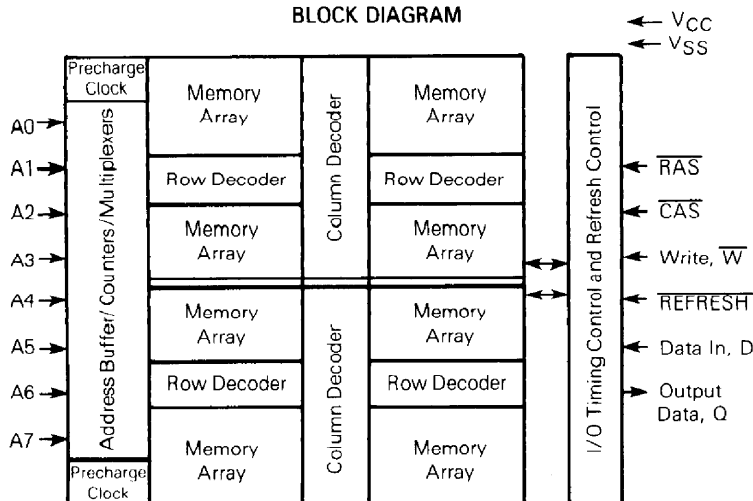 BLOCK DIAGRAM
VCC
VSS
Precharge
Clock
Memory
Array
Memory
Array
A0
A1
A2
A3
A4
A5
A6
A7
Address Buffer/Counters/Multiplexers
Column Decoder
Row Decoder
Row Decoder
Memory
Array
Memory
Array
Memory
Array
Memory
Array
Column Decoder
Row Decoder
Row Decoder
Memory
Array
Memory
Array
Precharge
Clock
I/O Timing Control and Refresh Control
R̅A̅S̅
C̅A̅S̅
Write, W̅
R̅E̅F̅R̅E̅S̅H̅
Data In, D
Output
Data, Q